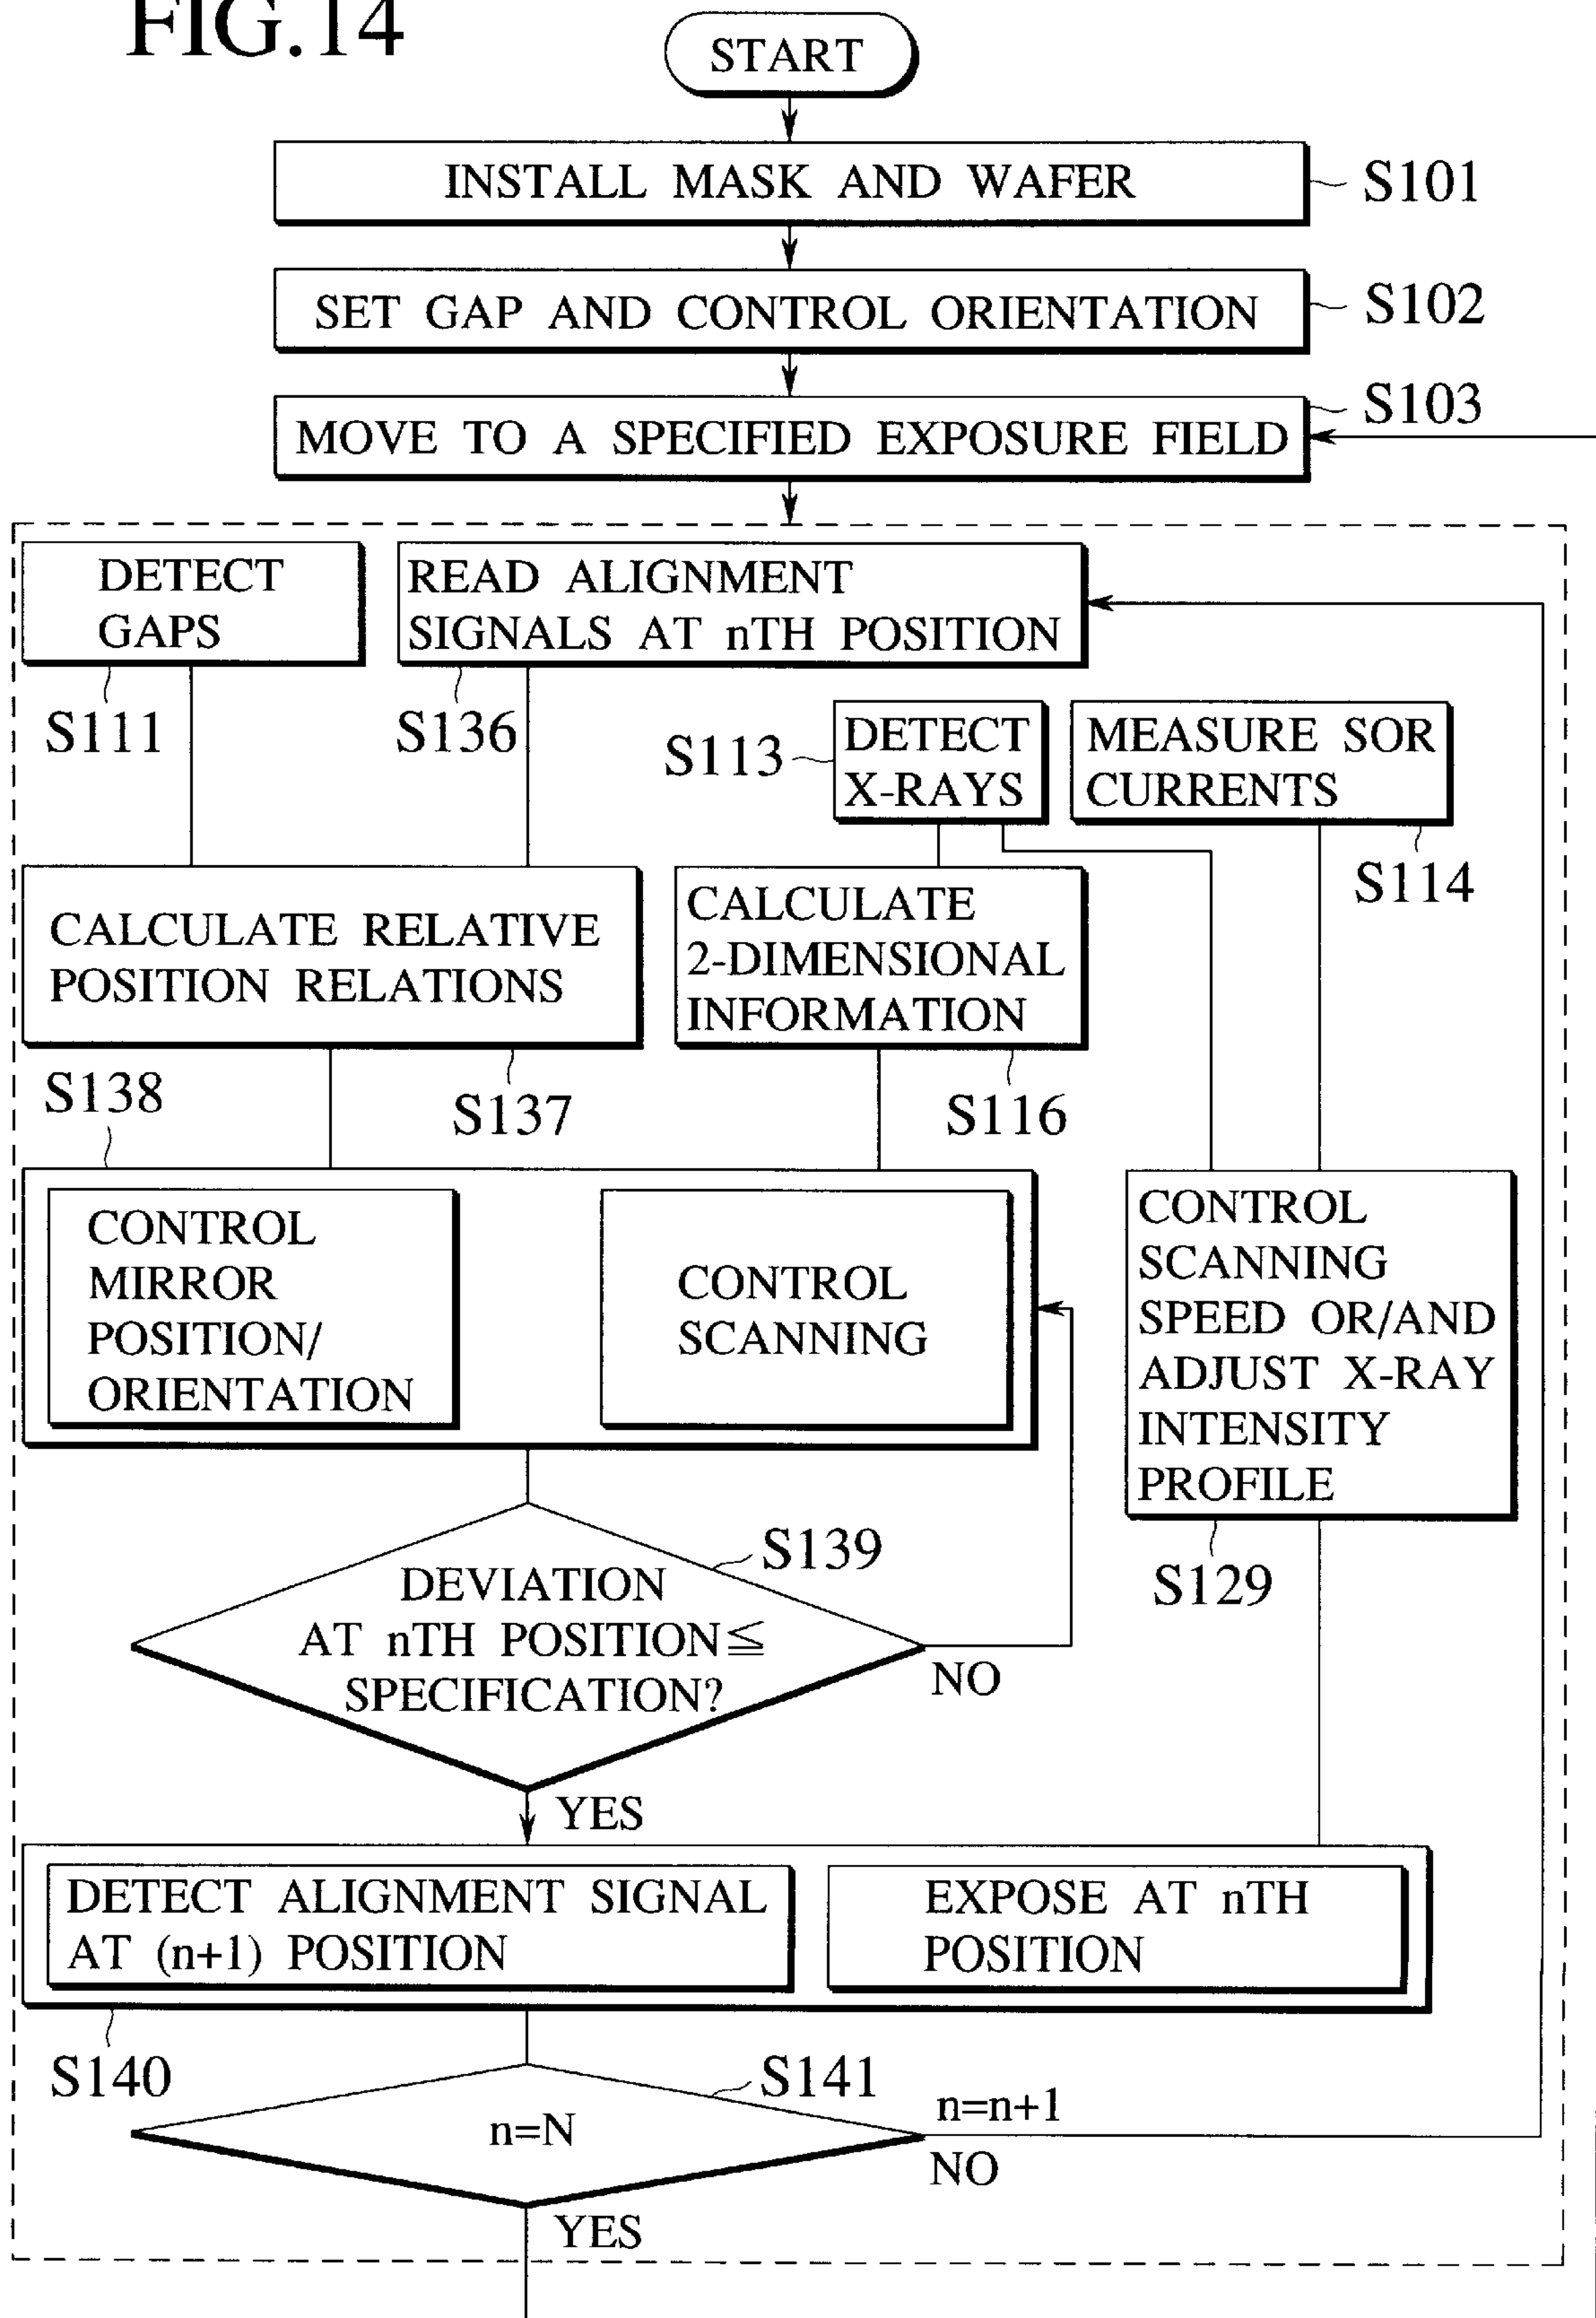 FIG.14
START
INSTALL MASK AND WAFER
S101
SET GAP AND CONTROL ORIENTATION
S102
S103
MOVE TO A SPECIFIED EXPOSURE FIELD
DETECT
GAPS
S111
READ ALIGNMENT
SIGNALS AT nTH POSITION
S136
S113
DETECT
X-RAYS
MEASURE SOR
CURRENTS
S114
CALCULATE RELATIVE
POSITION RELATIONS
S137
CALCULATE
2-DIMENSIONAL
INFORMATION
S116
S138
CONTROL
MIRROR
POSITION/
ORIENTATION
CONTROL
SCANNING
CONTROL
SCANNING
SPEED OR/AND
ADJUST X-RAY
INTENSITY
PROFILE
S129
S139
DEVIATION
AT nTH POSITION≦
SPECIFICATION?
NO
YES
DETECT ALIGNMENT SIGNAL
AT (n+1) POSITION
EXPOSE AT nTH
POSITION
S140
S141
n=N
n=n+1
NO
YES